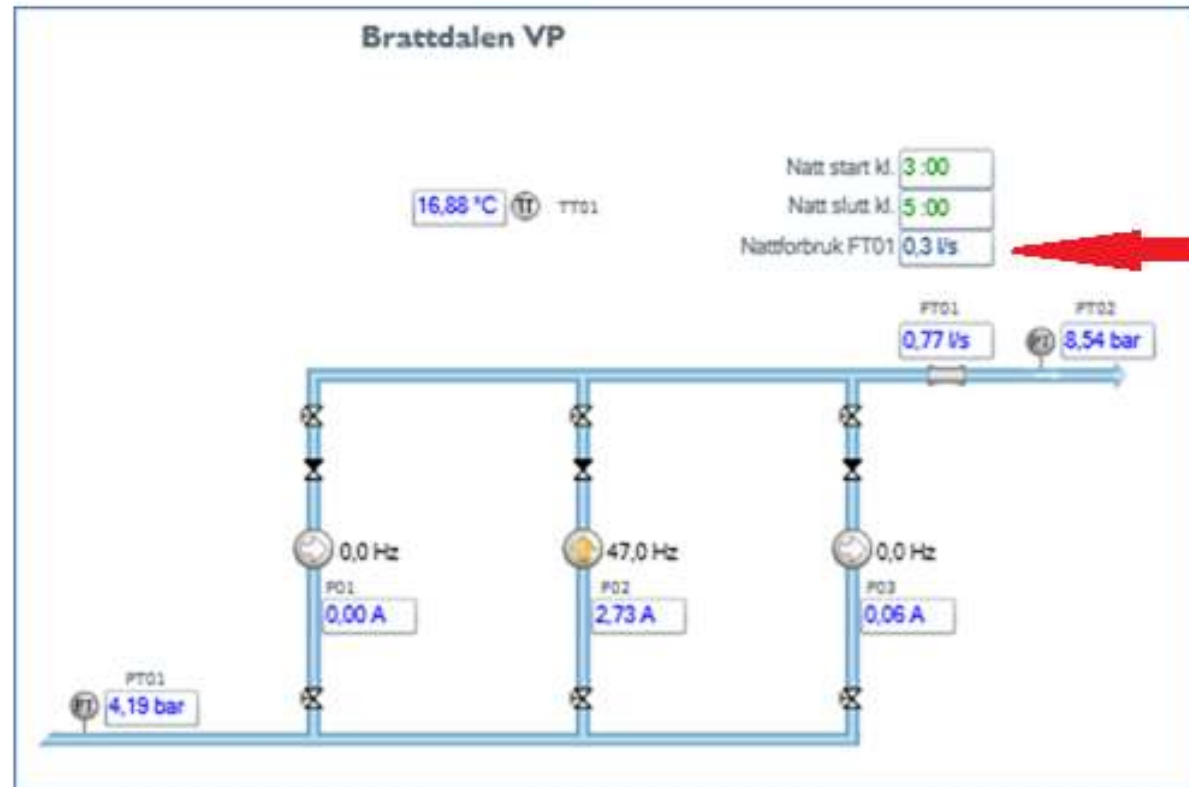 Brattdalen VP
Natt start kl. 3 :00
16,88 °C TT TT01
Natt slutt kl. 5 :00
Nattforbruk FT01 0,3 l/s
FT01 PT02
0,77 l/s PT 8,54 bar
0,0 Hz 47,0 Hz 0,0 Hz
P01 P02 P03
0,00 A 2,73 A 0,06 A
PT01
PT 4,19 bar